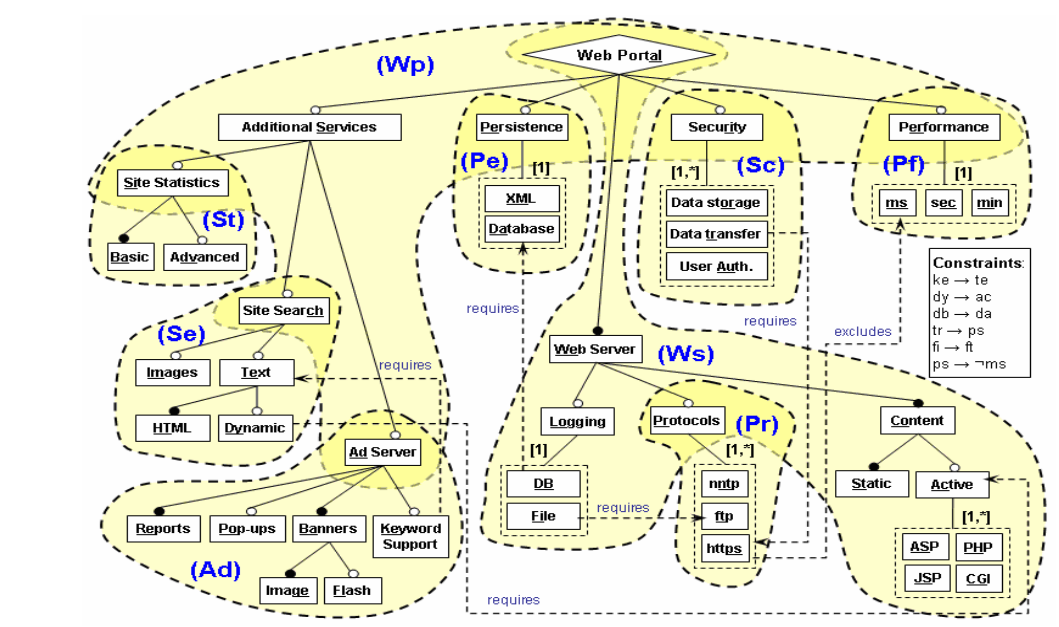 Web Portal
(Wp)
Additional Services
Persistence
Security
Performance
(Pe)
[1]
(Sc)
[1,*]
(Pf)
[1]
Site Statistics
(St)
Basic
Advanced
XML
Database
Data storage
Data transfer
User Auth.
ms
sec
min
Constraints:
ke → te
dy → ac
db → da
tr → ps
fi → ft
ps → ¬ms
Site Search
(Se)
Images
Text
HTML
Dynamic
requires
requires
requires
excludes
Web Server
(Ws)
Logging
Protocols
(Pr)
Content
[1]
[1,*]
DB
File
requires
nntp
ftp
https
Static
Active
[1,*]
ASP
PHP
JSP
CGI
Ad Server
Reports
Pop-ups
Banners
Keyword
Support
(Ad)
Image
Flash
requires